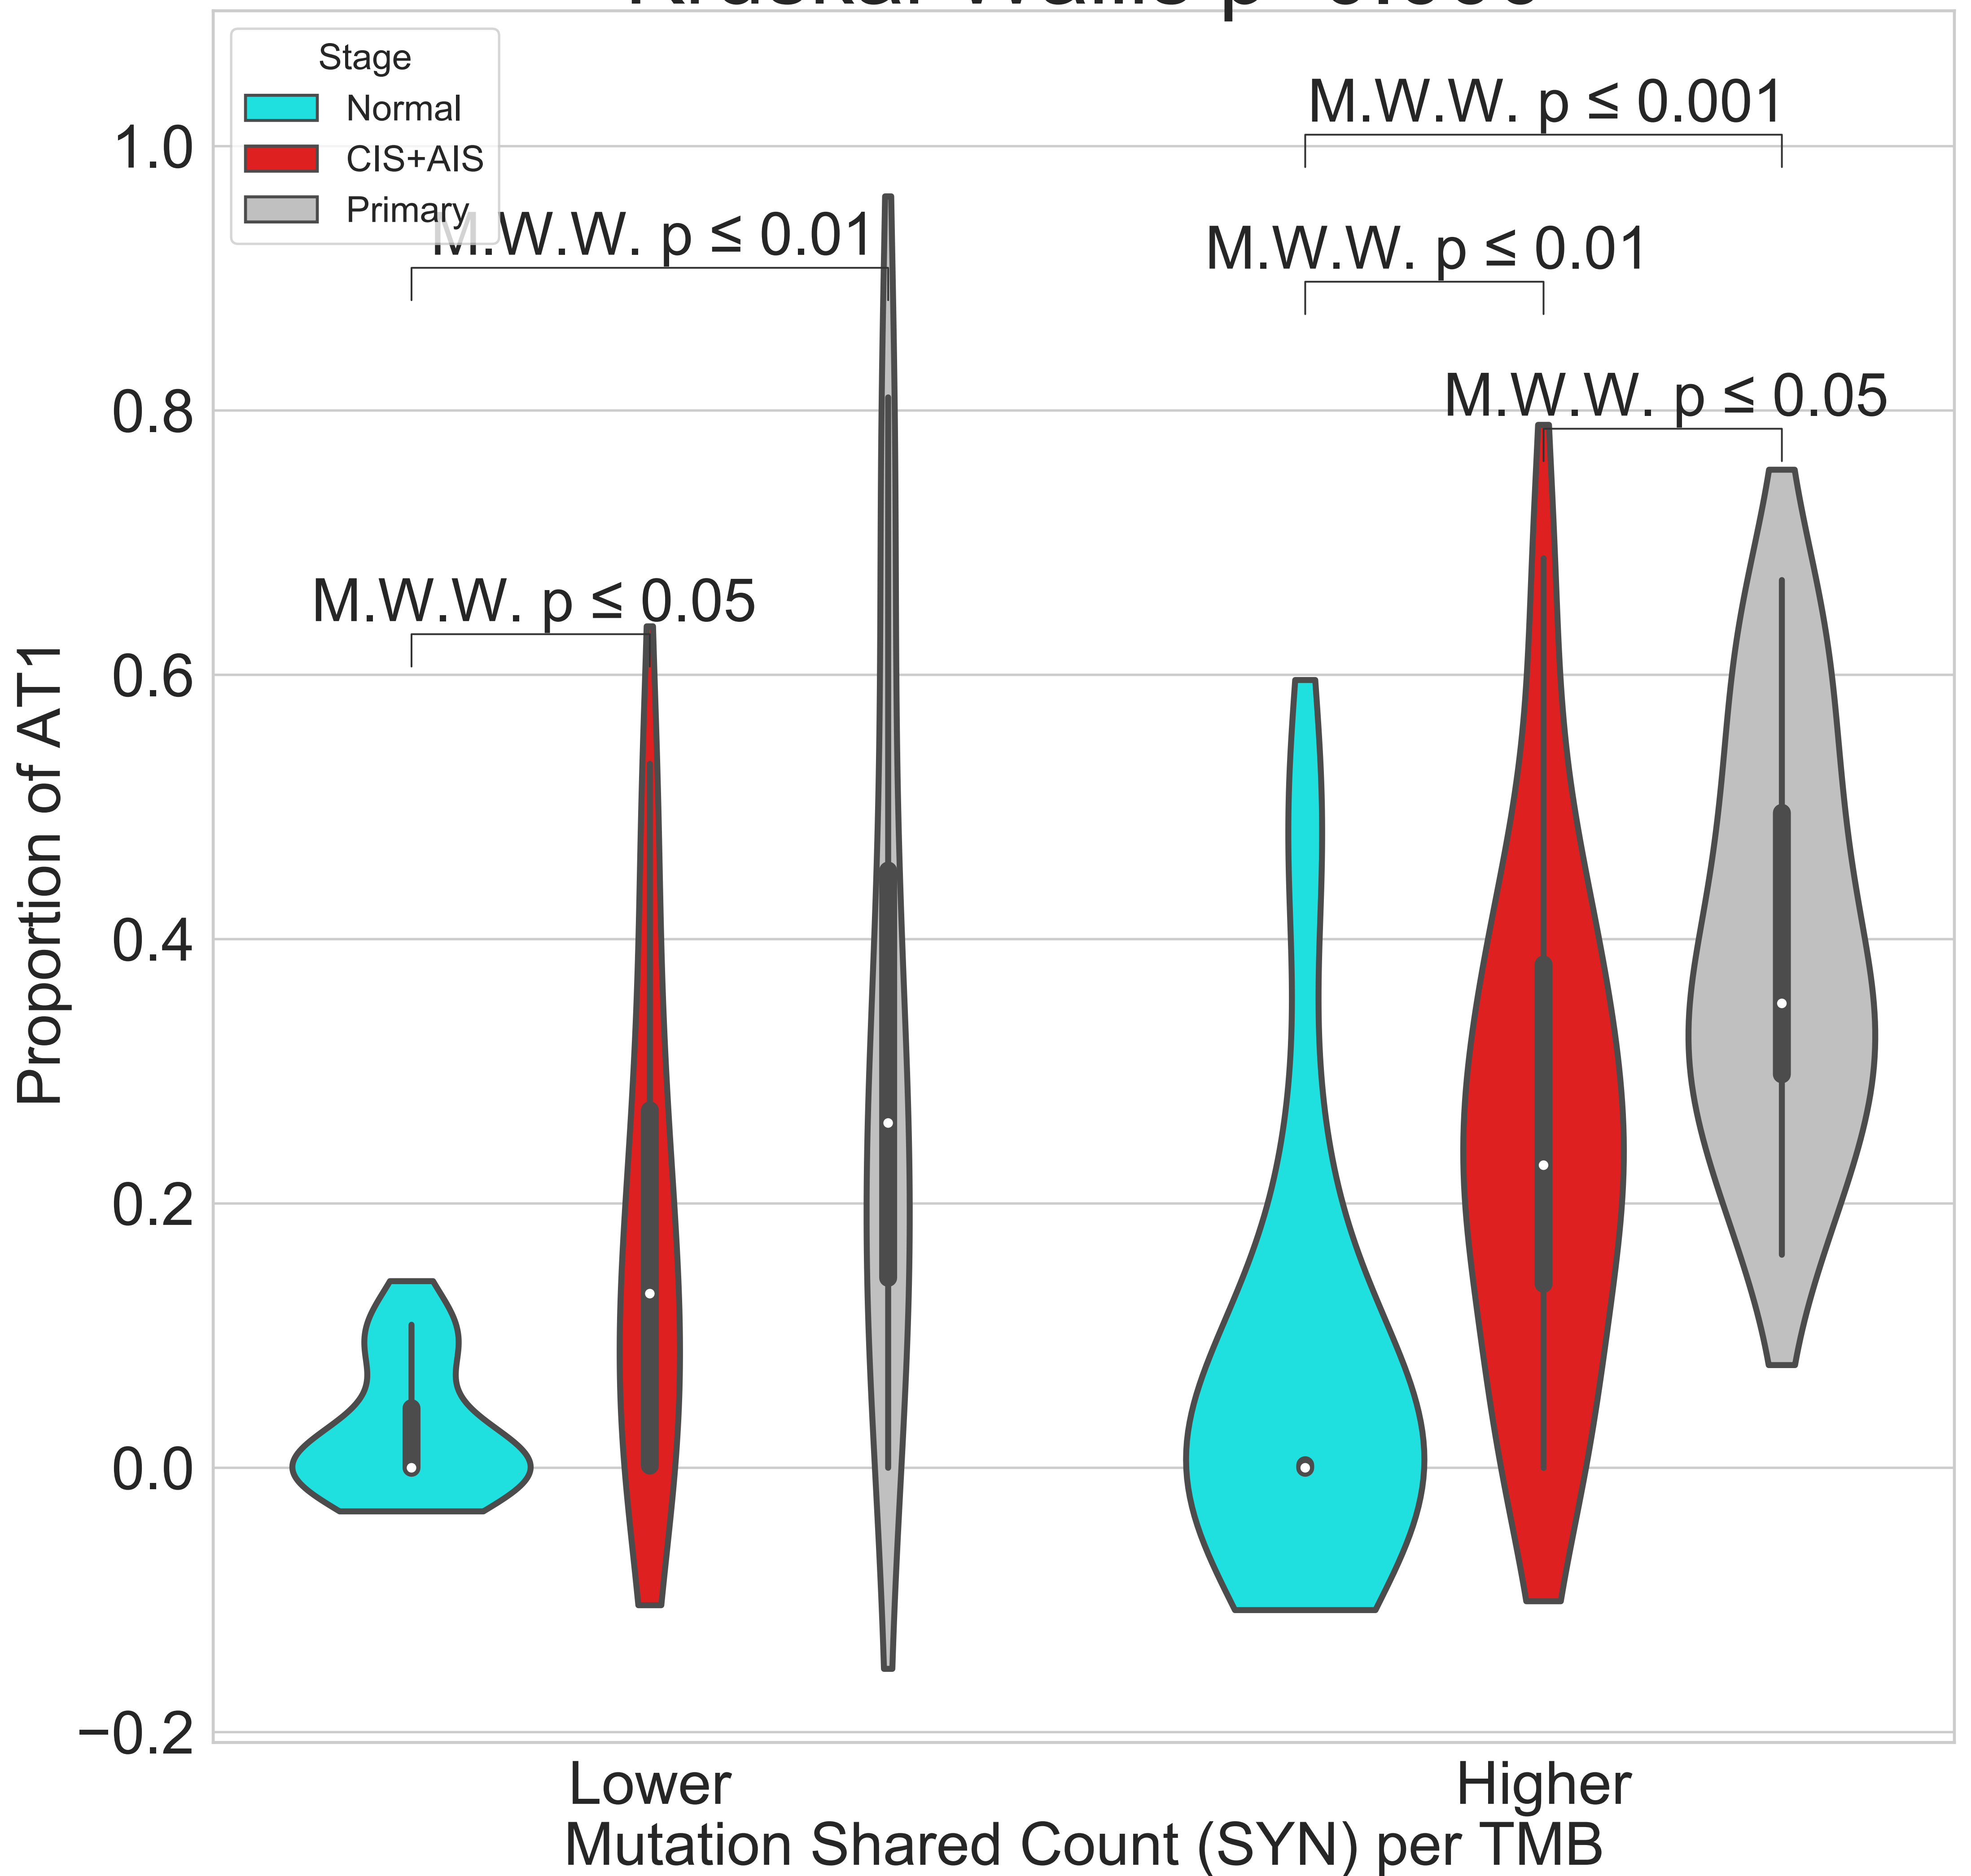 Stage
Normal
CIS+AIS
Primary
M.W.W. p ≤ 0.001
M.W.W. p ≤ 0.01
M.W.W. p ≤ 0.01
M.W.W. p ≤ 0.05
M.W.W. p ≤ 0.05
1.0
0.8
0.6
0.4
0.2
0.0
−0.2
Proportion of AT1
Lower
Higher
Mutation Shared Count (SYN) per TMB